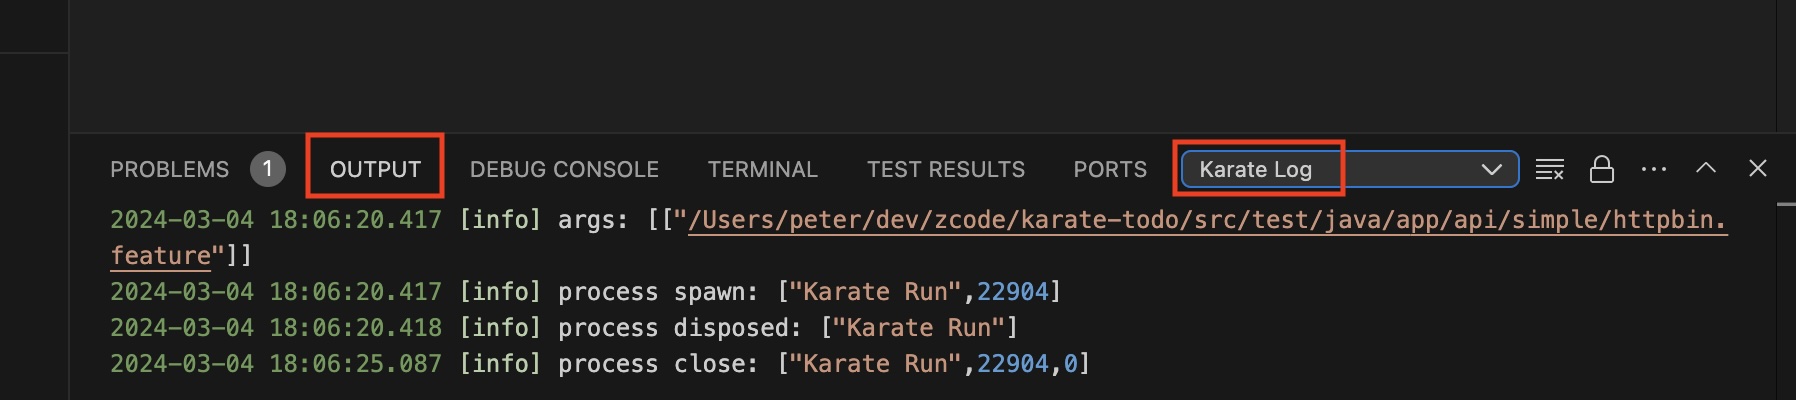 PROBLEMS 1 OUTPUT DEBUG CONSOLE TERMINAL TEST RESULTS PORTS Karate Log
2024-03-04 18:06:20.417 [info] args: [["/Users/peter/dev/zcode/karate-todo/src/test/java/app/api/simple/httpbin.
feature"]]
2024-03-04 18:06:20.417 [info] process spawn: ["Karate Run",22904]
2024-03-04 18:06:20.418 [info] process disposed: ["Karate Run"]
2024-03-04 18:06:25.087 [info] process close: ["Karate Run",22904,0]